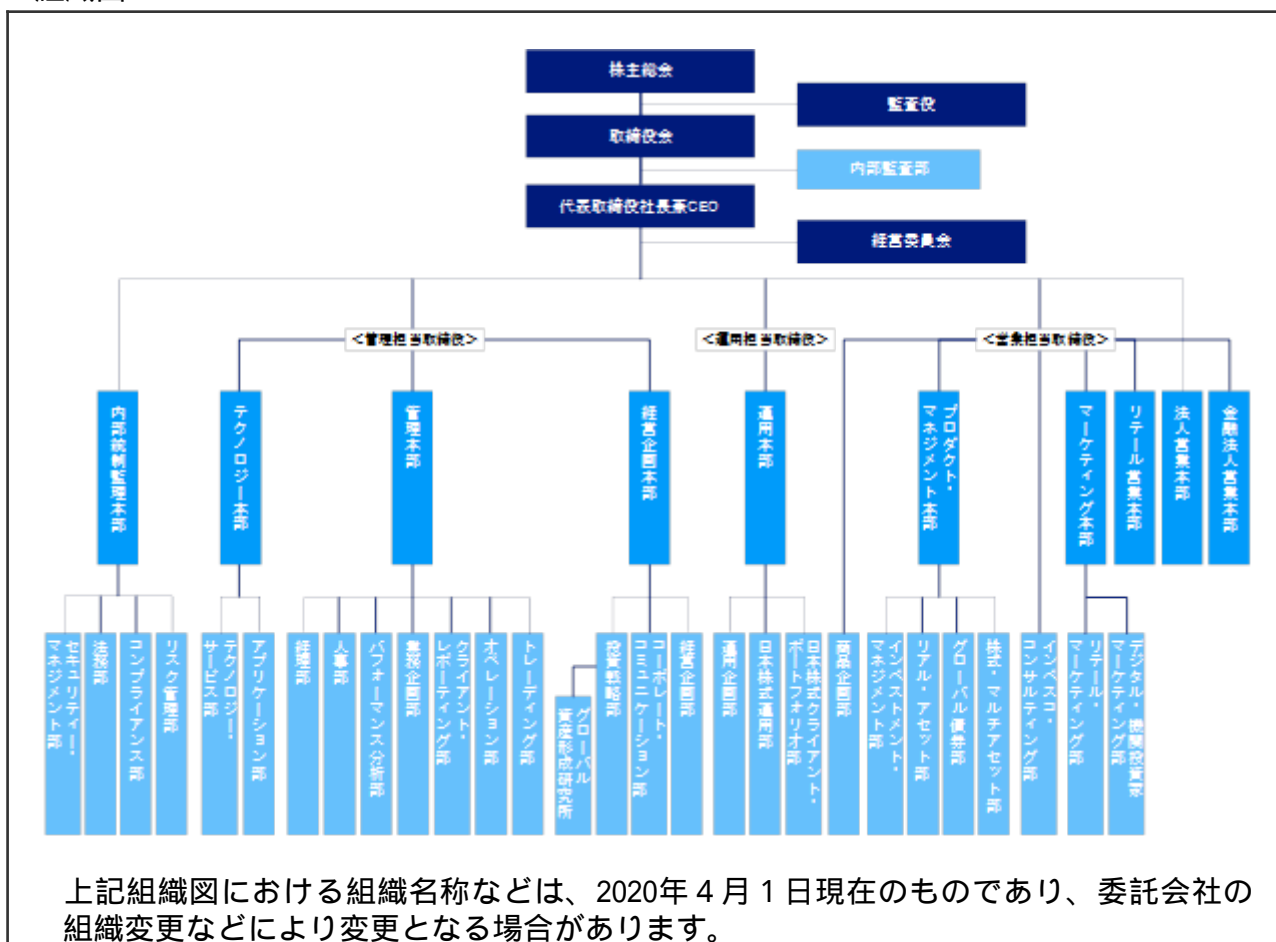 株主総会
監査役
取締役会
内部監査部
代表取締役社長兼CEO
経営委員会
＜管理担当取締役＞
＜運用担当取締役＞
＜営業担当取締役＞
内部統制監理本部
テクノロジー本部
管理本部
経営企画本部
運用本部
プロダクト・
マネジメント本部
マーケティング本部
リテール営業本部
法人営業本部
金融法人営業本部
セキュリティー・
マネジメント部
法務部
コンプライアンス部
リスク管理部
テクノロジー・
サービス部
アプリケーション部
経理部
人事部
パフォーマンス分析部
業務企画部
クライアント・
レポーティング部
オペレーション部
トレーディング部
グローバル
資産形成研究所
投資戦略部
コーポレート・
コミュニケーション部
経営企画部
運用企画部
日本株式運用部
日本株式クライアント・
ポートフォリオ部
商品企画部
インベストメント・
マネジメント部
リアル・アセット部
グローバル債券部
株式・マルチアセット部
インベスコ・
コンサルティング部
リテール・
マーケティング部
デジタル・機関投資家
マーケティング部
上記組織図における組織名称などは、2020年４月１日現在のものであり、委託会社の
組織変更などにより変更となる場合があります。